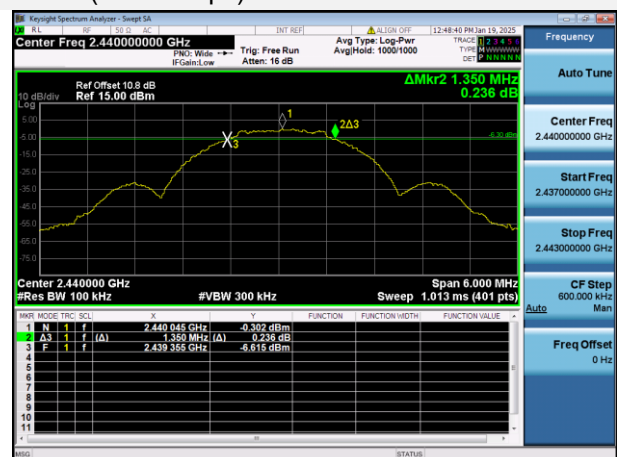 Keysight Spectrum Analyzer - Swept SA
RL RF 50 Ω AC INT REF ALIGN OFF 12:48:40 PM Jan 19, 2025
Center Freq 2.440000000 GHz
PNO: Wide
IFGain:Low
Trig: Free Run
Atten: 16 dB
Avg Type: Log-Pwr
Avg|Hold: 1000/1000
TRACE 1 2 3 4 5 6
TYPE M W W W W W
DET P N N N N N
Ref Offset 10.8 dB
Ref 15.00 dBm
10 dB/div
Log
ΔMkr2 1.350 MHz
0.236 dB
5.00
-5.00
-15.0
-25.0
-35.0
-45.0
-55.0
-65.0
-75.0
1
2Δ3
3
-6.30 dBm
Center 2.440000 GHz
#Res BW 100 kHz
#VBW 300 kHz
Span 6.000 MHz
Sweep 1.013 ms (401 pts)
MKR MODE TRC SCL X Y FUNCTION FUNCTION WIDTH FUNCTION VALUE
1 N 1 f 2.440 045 GHz -0.302 dBm
2 Δ3 1 f (Δ) 1.350 MHz (Δ) 0.236 dB
3 F 1 f 2.439 355 GHz -6.615 dBm
4
5
6
7
8
9
10
11
MSG
STATUS
Frequency
Auto Tune
Center Freq
2.440000000 GHz
Start Freq
2.437000000 GHz
Stop Freq
2.443000000 GHz
CF Step
600.000 kHz
Auto Man
Freq Offset
0 Hz